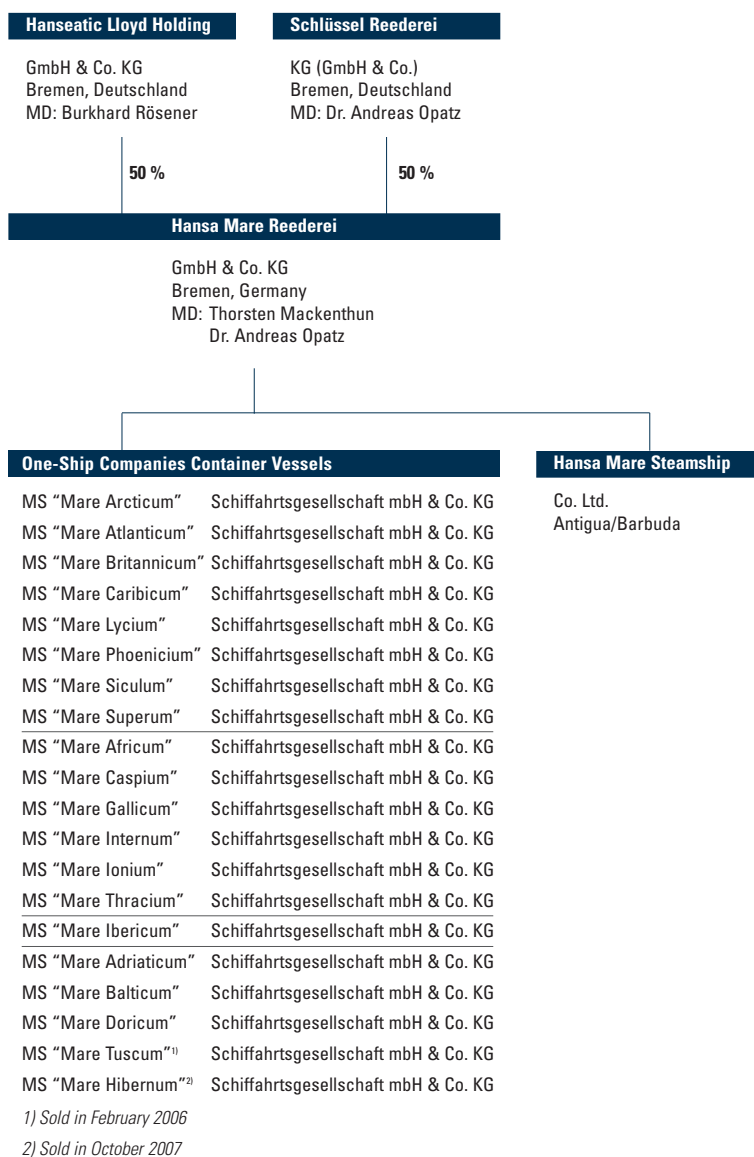 Hanseatic Lloyd Holding
GmbH & Co. KG
Bremen, Deutschland
MD: Burkhard Rösener
Schlüssel Reederei
KG (GmbH & Co.)
Bremen, Deutschland
MD: Dr. Andreas Opatz
50 %
50 %
Hansa Mare Reederei
GmbH & Co. KG
Bremen, Germany
MD: Thorsten Mackenthun
Dr. Andreas Opatz
One-Ship Companies Container Vessels
MS “Mare Arcticum” Schiffahrtsgesellschaft mbH & Co. KG
MS “Mare Atlanticum” Schiffahrtsgesellschaft mbH & Co. KG
MS “Mare Britannicum” Schiffahrtsgesellschaft mbH & Co. KG
MS “Mare Caribicum” Schiffahrtsgesellschaft mbH & Co. KG
MS “Mare Lycium” Schiffahrtsgesellschaft mbH & Co. KG
MS “Mare Phoenicium” Schiffahrtsgesellschaft mbH & Co. KG
MS “Mare Siculum” Schiffahrtsgesellschaft mbH & Co. KG
MS “Mare Superum” Schiffahrtsgesellschaft mbH & Co. KG
MS “Mare Africum” Schiffahrtsgesellschaft mbH & Co. KG
MS “Mare Caspium” Schiffahrtsgesellschaft mbH & Co. KG
MS “Mare Gallicum” Schiffahrtsgesellschaft mbH & Co. KG
MS “Mare Internum” Schiffahrtsgesellschaft mbH & Co. KG
MS “Mare Ionium” Schiffahrtsgesellschaft mbH & Co. KG
MS “Mare Thracium” Schiffahrtsgesellschaft mbH & Co. KG
MS “Mare Ibericum” Schiffahrtsgesellschaft mbH & Co. KG
MS “Mare Adriaticum” Schiffahrtsgesellschaft mbH & Co. KG
MS “Mare Balticum” Schiffahrtsgesellschaft mbH & Co. KG
MS “Mare Doricum” Schiffahrtsgesellschaft mbH & Co. KG
MS “Mare Tuscum”1) Schiffahrtsgesellschaft mbH & Co. KG
MS “Mare Hibernum”2) Schiffahrtsgesellschaft mbH & Co. KG
1) Sold in February 2006
2) Sold in October 2007
Hansa Mare Steamship
Co. Ltd.
Antigua/Barbuda